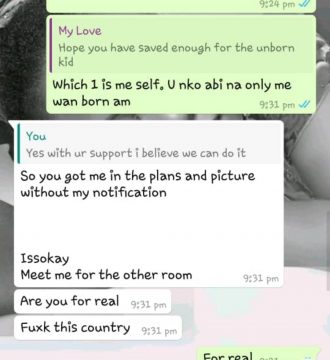 9:24 pm
My Love
Hope you have saved enough for the unborn
kid
Which 1 is me self. U nko abi na only me
wan born am
9:31 pm
You
Yes with ur support i believe we can do it
So you got me in the plans and picture
without my notification
Issokay
Meet me for the other room
9:31 pm
Are you for real 9:31 pm
Fuxk this country 9:31 pm
For real